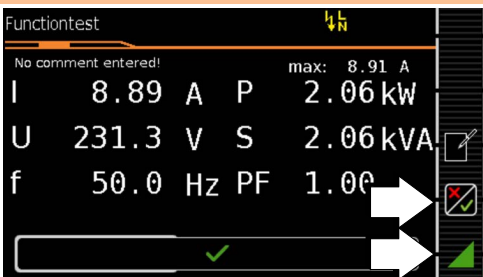 Functiontest
L
N
No comment entered!
max: 8.91 A
I 8.89 A P 2.06 kW
U 231.3 V S 2.06 kVA
f 50.0 Hz PF 1.00